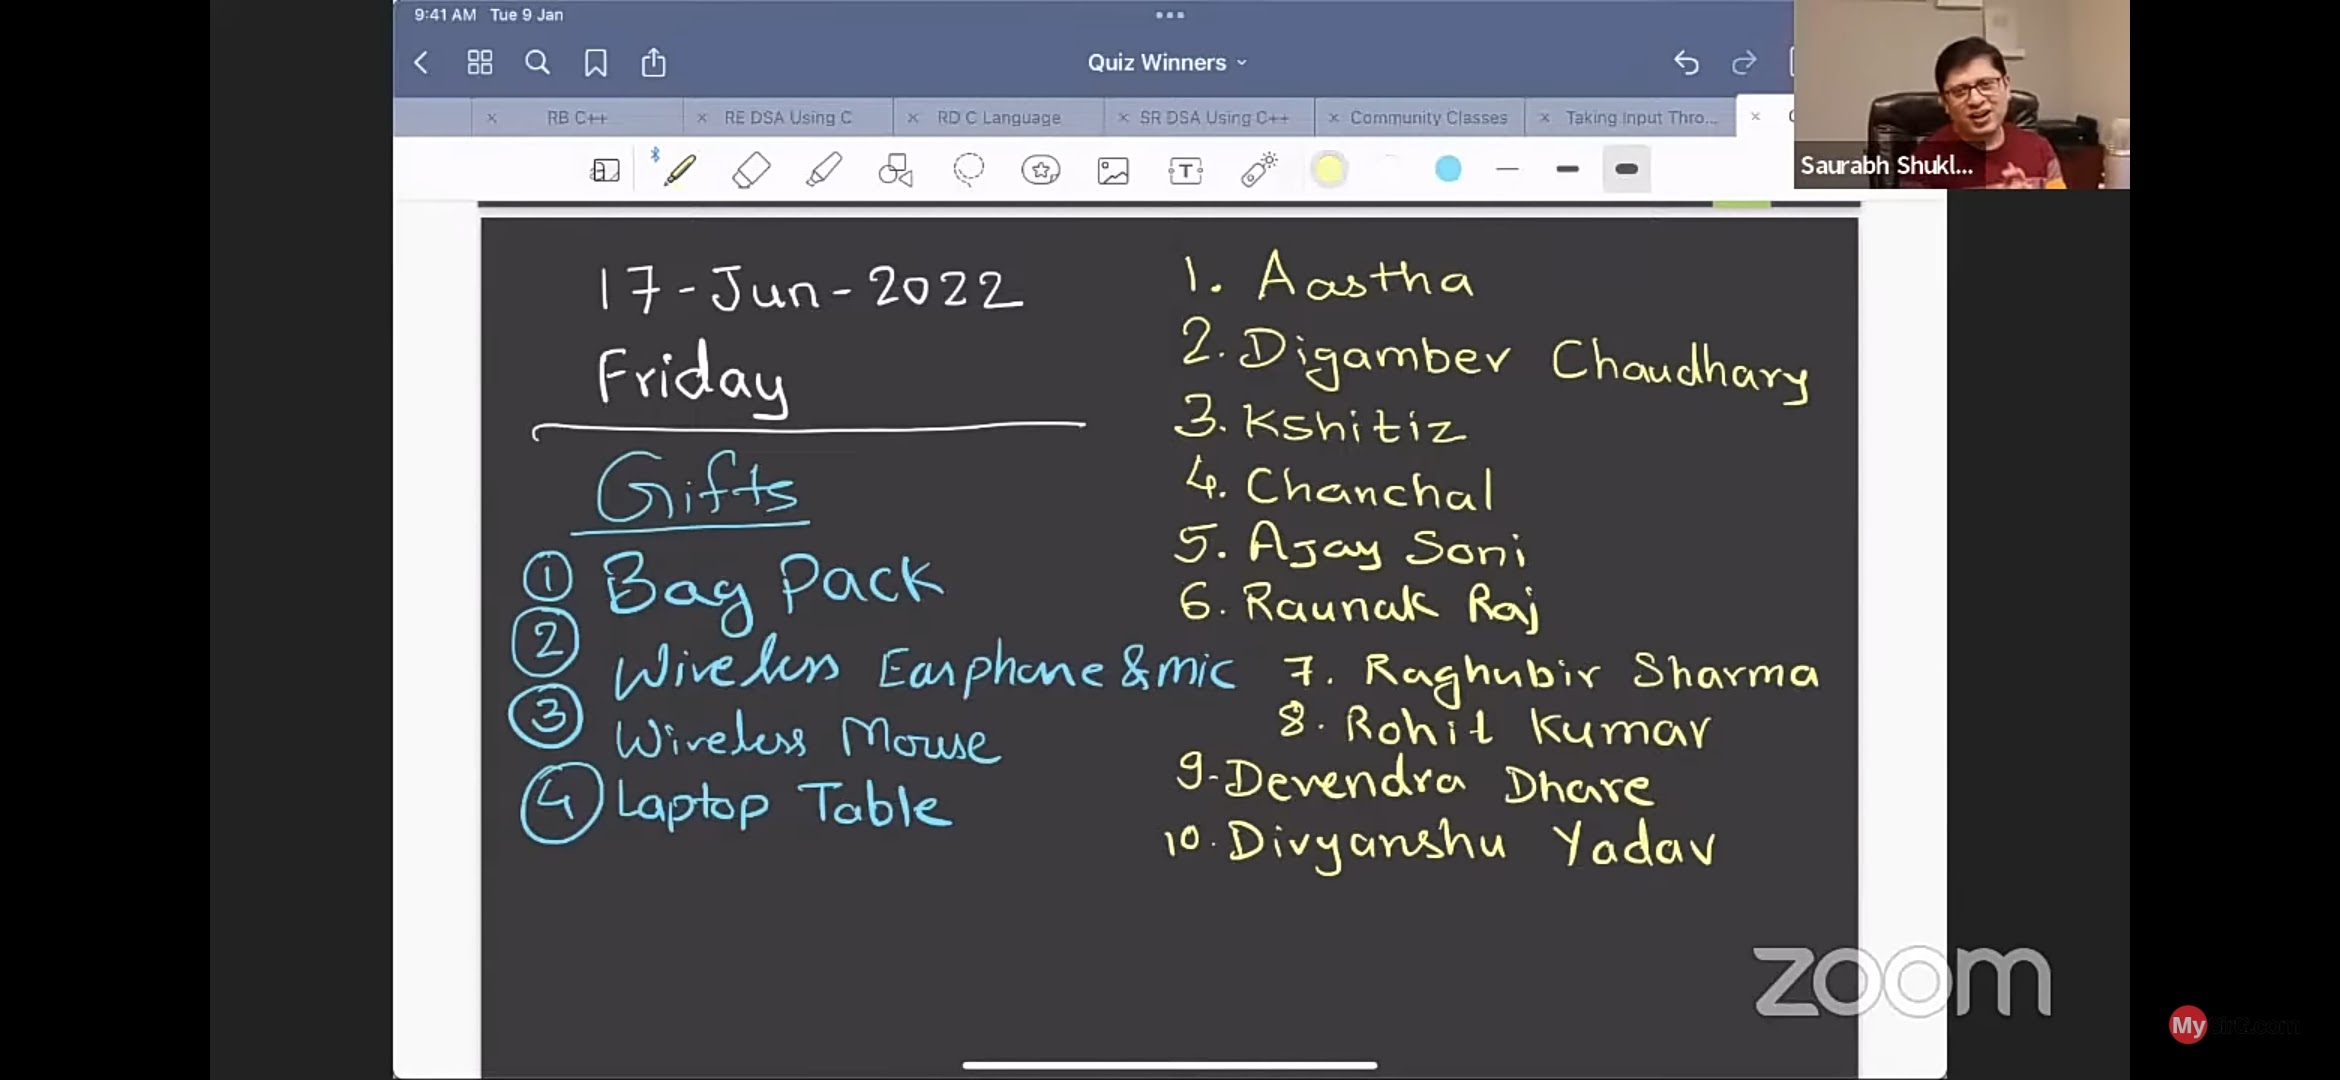 9:41 AM Tue 9 Jan
Quiz Winners
RB C++
RE DSA Using C
RD C Language
SR DSA Using C++
Community Classes
Taking Input Thro...
Saurabh Shukl...
T
17-Jun-2022
Friday
Gifts
1 Bag Pack
2 Wireless Earphone & mic
3 Wireless Mouse
4 Laptop Table
1. Aastha
2. Digamber Chaudhary
3. Kshitiz
4. Chanchal
5. Ajay Soni
6. Raunak Raj
7. Raghubir Sharma
8. Rohit Kumar
9- Devendra Dhare
10. Divyanshu Yadav
zoom
MySirG.com